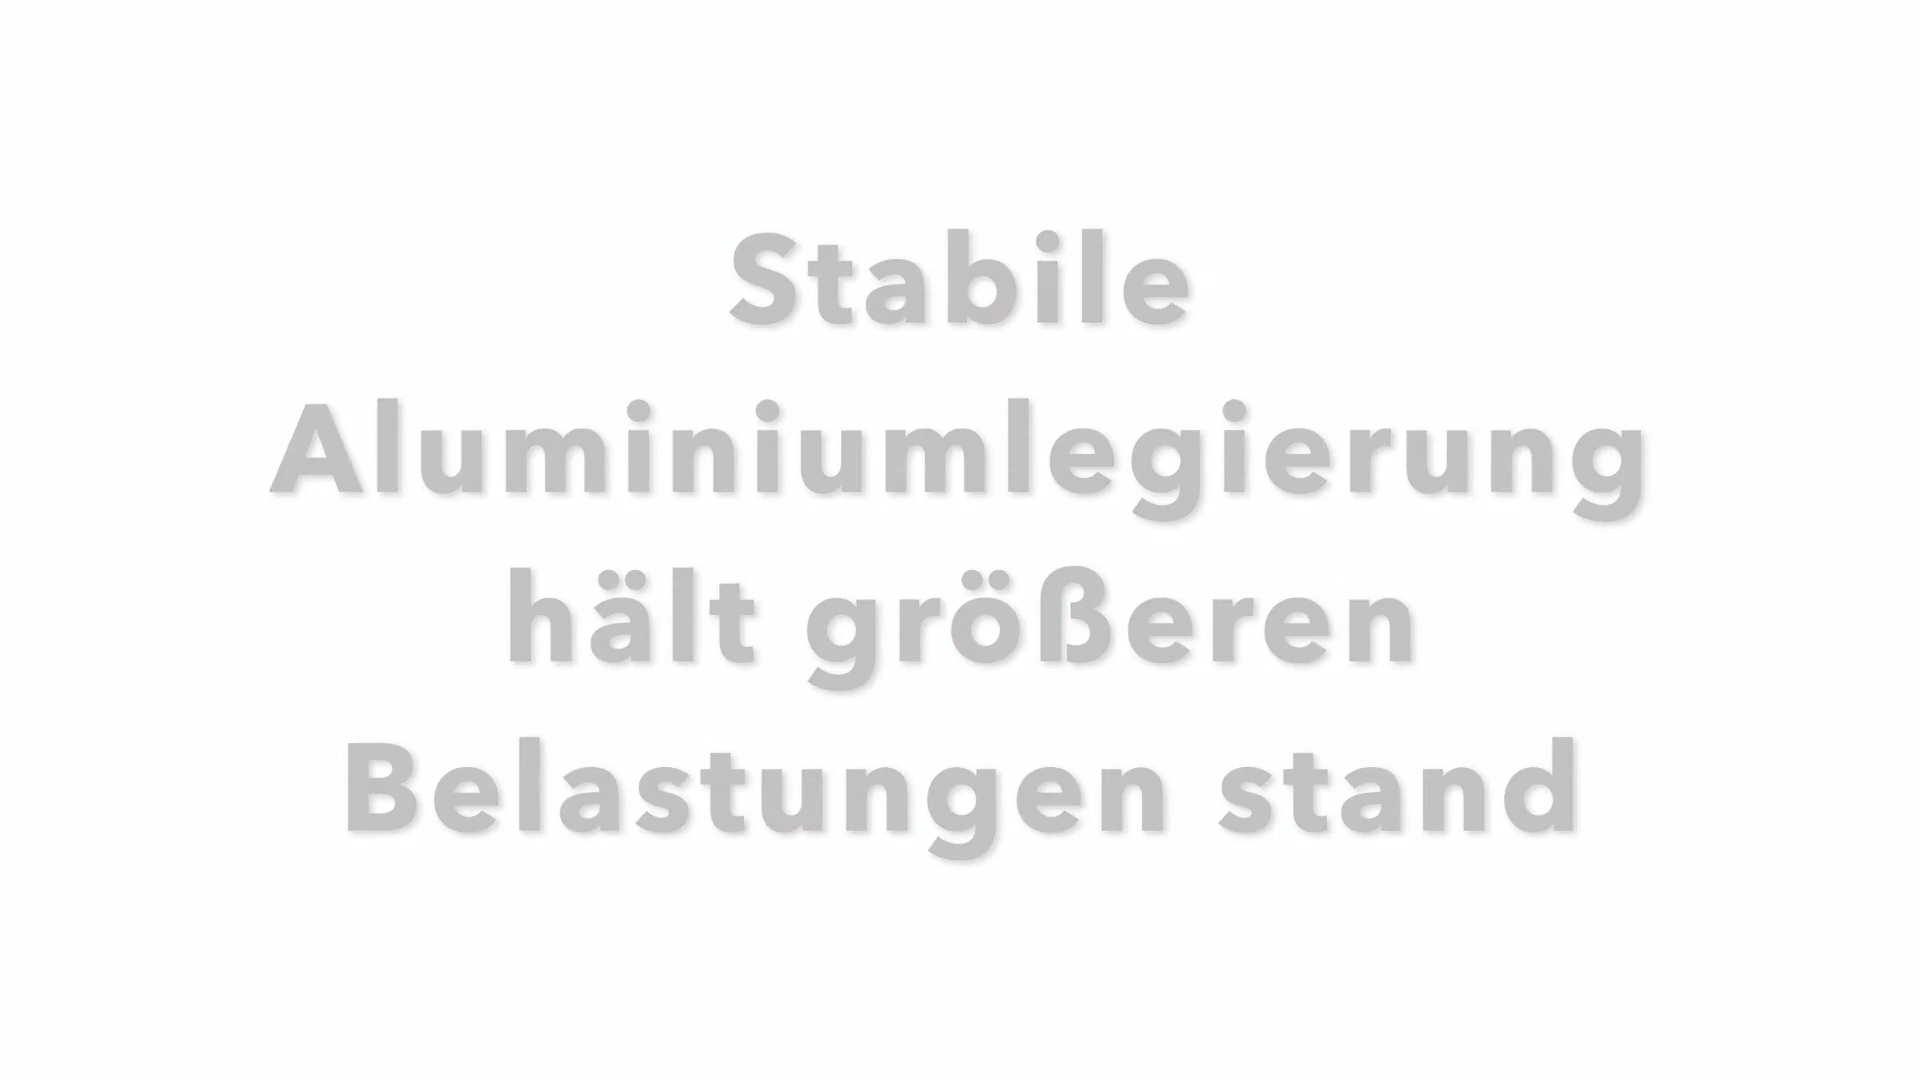 Stabile
Aluminiumlegierung
hält größeren
Belastungen stand